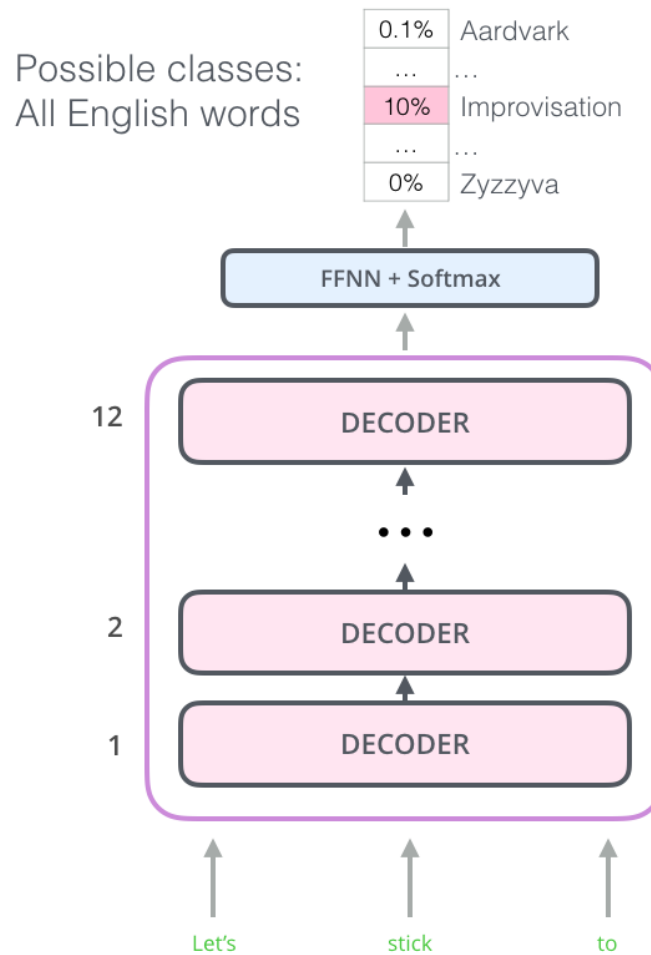 0.1% Aardvark
Possible classes:
... ...
All English words
10% Improvisation
... ...
0% Zyzzyva
FFNN + Softmax
12 DECODER
...
2 DECODER
1 DECODER
Let's stick to